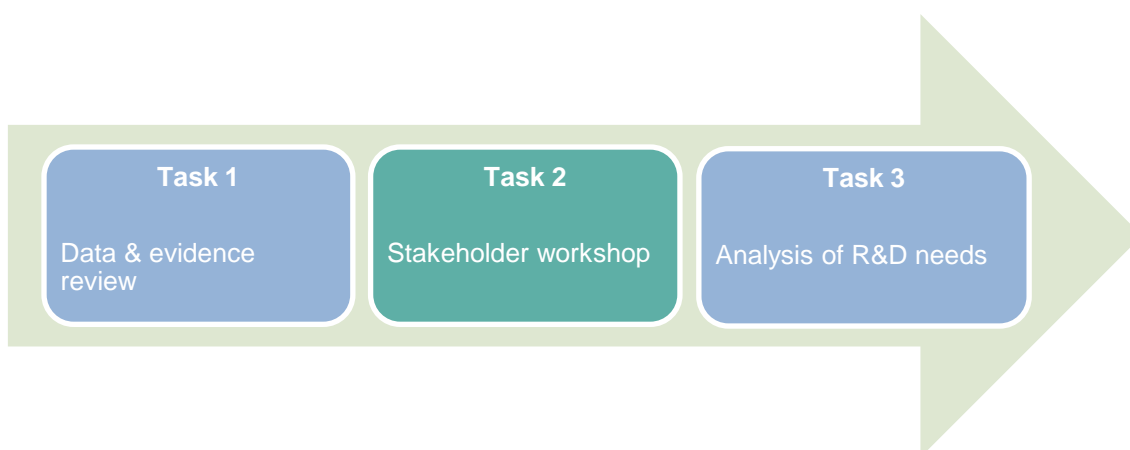 Task 1
Data & evidence
review
Task 2
Stakeholder workshop
Task 3
Analysis of R&D needs